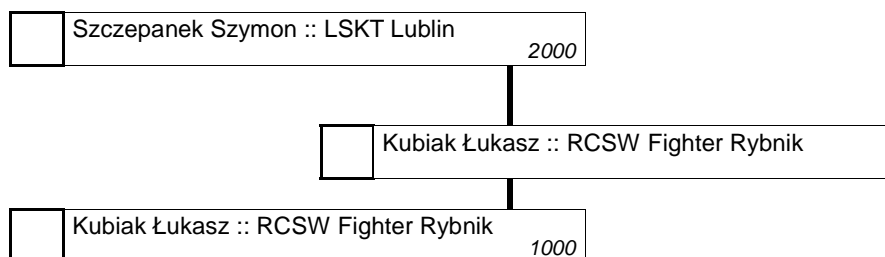 Szczepanek Szymon :: LSKT Lublin
2000
Kubiak Łukasz :: RCSW Fighter Rybnik
Kubiak Łukasz :: RCSW Fighter Rybnik
1000